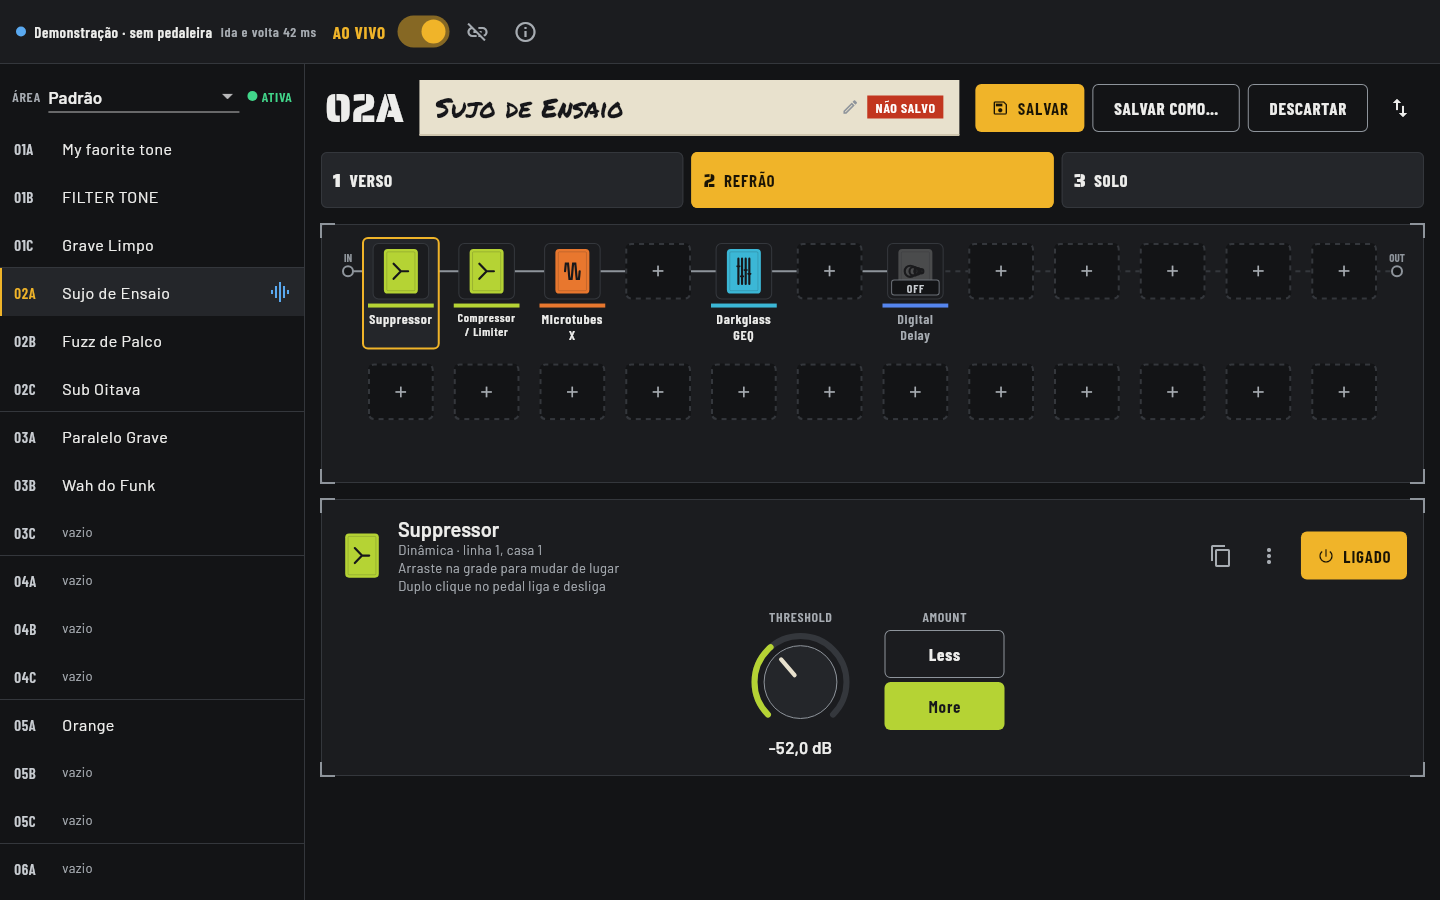 Demonstração · sem pedaleira Ida e volta 42 ms AO VIVO
ÁREA Padrão ATIVA
01A My faorite tone
01B FILTER TONE
01C Grave Limpo
02A Sujo de Ensaio
02B Fuzz de Palco
02C Sub Oitava
03A Paralelo Grave
03B Wah do Funk
03C vazio
04A vazio
04B vazio
04C vazio
05A Orange
05B vazio
05C vazio
06A vazio
02A Sujo de Ensaio NÃO SALVO SALVAR SALVAR COMO... DESCARTAR
1 VERSO 2 REFRÃO 3 SOLO
IN OUT
OFF
Suppressor Compressor / Limiter Microtubes X Darkglass GEQ Digital Delay
Suppressor
Dinâmica · linha 1, casa 1
Arraste na grade para mudar de lugar
Duplo clique no pedal liga e desliga
LIGADO
THRESHOLD AMOUNT
Less
More
-52,0 dB